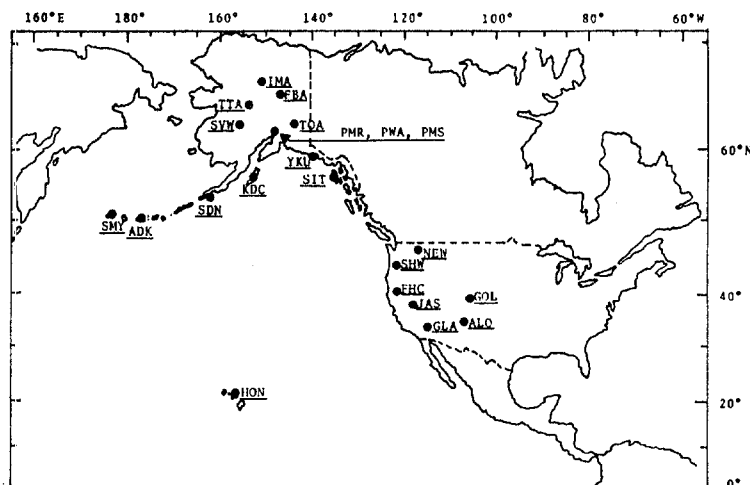 160°E 180° 160°W 140° 120° 100° 80° 60°W
IMA
FBA
TTA
SVW
TOA
PMR, PWA, PMS
60°N
YKU
SIT
KDC
SDN
SMY
ADK
NEW
SHW
FHC
JAS
GOL
40°
GLA
ALQ
HON
20°
0°